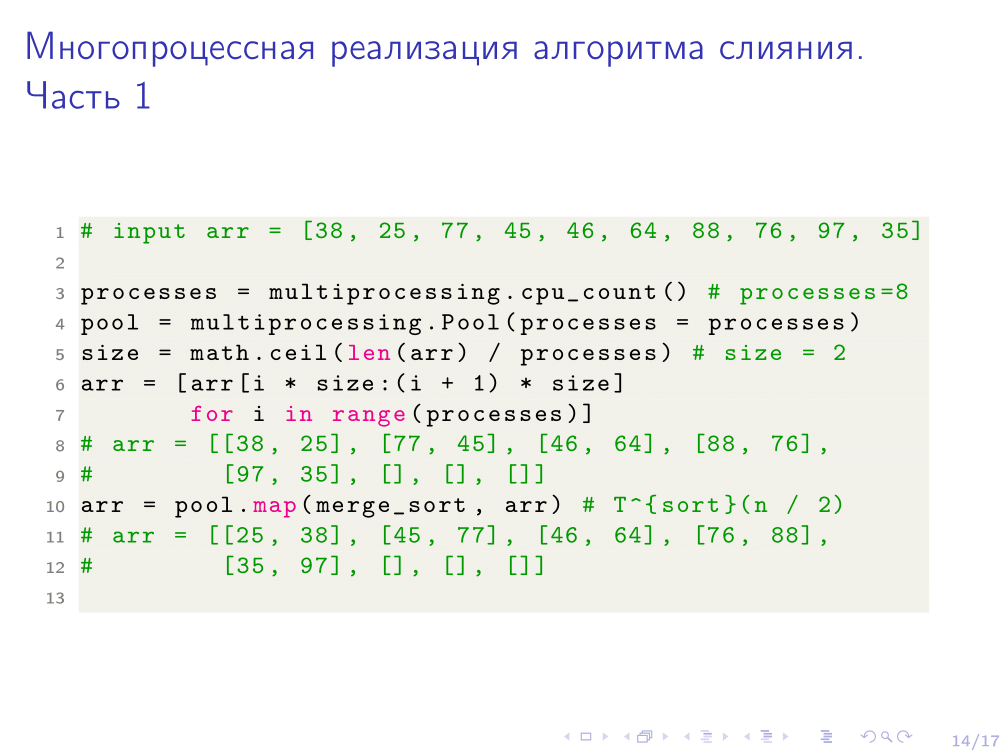 Многопроцессная реализация алгоритма слияния.
Часть 1
1 # input arr = [38, 25, 77, 45, 46, 64, 88, 76, 97, 35]
2
3 processes = multiprocessing.cpu_count() # processes=8
4 pool = multiprocessing.Pool(processes = processes)
5 size = math.ceil(len(arr) / processes) # size = 2
6 arr = [arr[i * size:(i + 1) * size]
7        for i in range(processes)]
8 # arr = [[38, 25], [77, 45], [46, 64], [88, 76],
9 #        [97, 35], [], [], []]
10 arr = pool.map(merge_sort, arr) # T^{sort}(n / 2)
11 # arr = [[25, 38], [45, 77], [46, 64], [76, 88],
12 #        [35, 97], [], [], []]
13
14/17